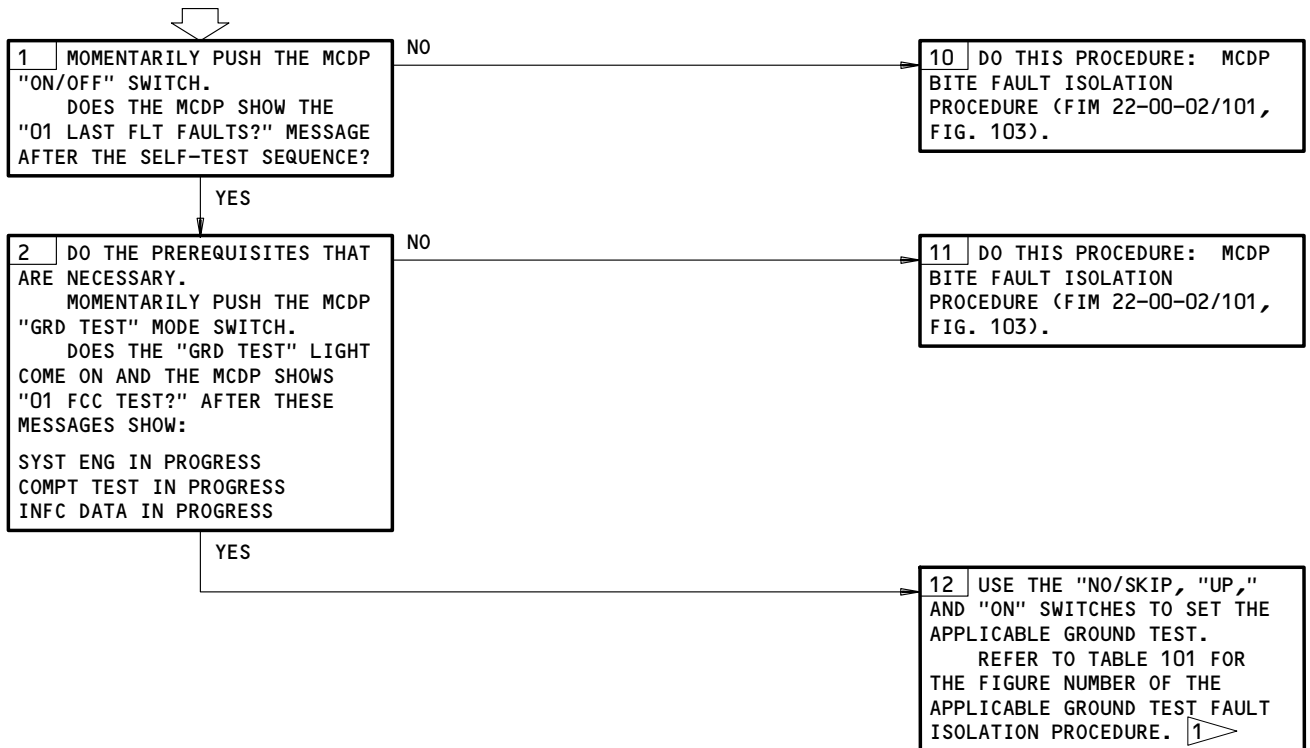 1 MOMENTARILY PUSH THE MCDP
"ON/OFF" SWITCH.
DOES THE MCDP SHOW THE
"01 LAST FLT FAULTS?" MESSAGE
AFTER THE SELF-TEST SEQUENCE?
NO
10 DO THIS PROCEDURE: MCDP
BITE FAULT ISOLATION
PROCEDURE (FIM 22-00-02/101,
FIG. 103).
YES
2 DO THE PREREQUISITES THAT
ARE NECESSARY.
MOMENTARILY PUSH THE MCDP
"GRD TEST" MODE SWITCH.
DOES THE "GRD TEST" LIGHT
COME ON AND THE MCDP SHOWS
"01 FCC TEST?" AFTER THESE
MESSAGES SHOW:
SYST ENG IN PROGRESS
COMPT TEST IN PROGRESS
INFC DATA IN PROGRESS
NO
11 DO THIS PROCEDURE: MCDP
BITE FAULT ISOLATION
PROCEDURE (FIM 22-00-02/101,
FIG. 103).
YES
12 USE THE "NO/SKIP, "UP,"
AND "ON" SWITCHES TO SET THE
APPLICABLE GROUND TEST.
REFER TO TABLE 101 FOR
THE FIGURE NUMBER OF THE
APPLICABLE GROUND TEST FAULT
ISOLATION PROCEDURE. 1